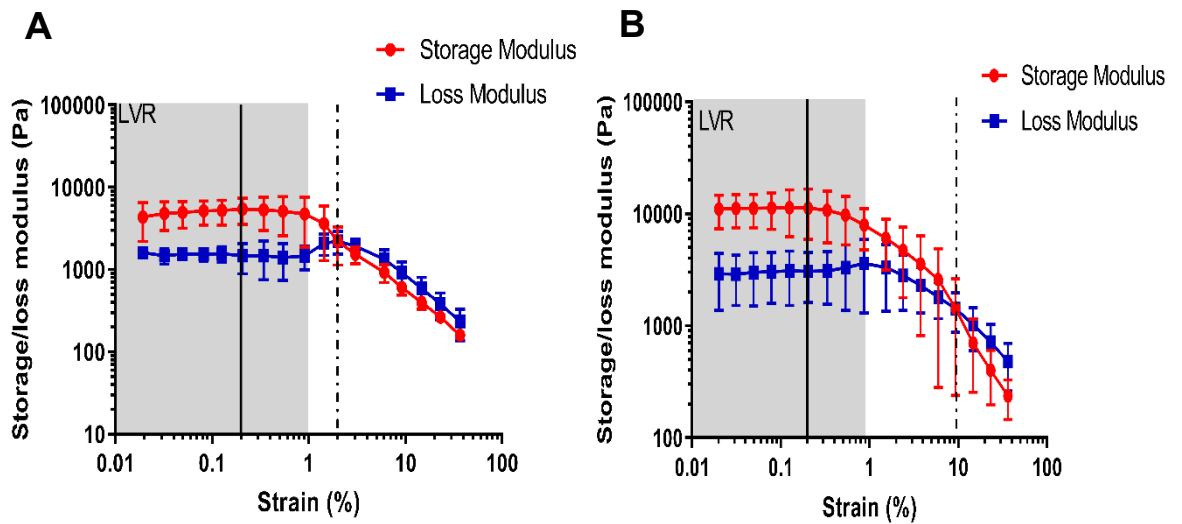 A
Storage Modulus
Loss Modulus
Storage/loss modulus (Pa)
100000
10000
1000
100
10
LVR
0.01
0.1
1
10
100
Strain (%)
B
Storage Modulus
Loss Modulus
Storage/loss modulus (Pa)
100000
10000
1000
100
LVR
0.01
0.1
1
10
100
Strain (%)